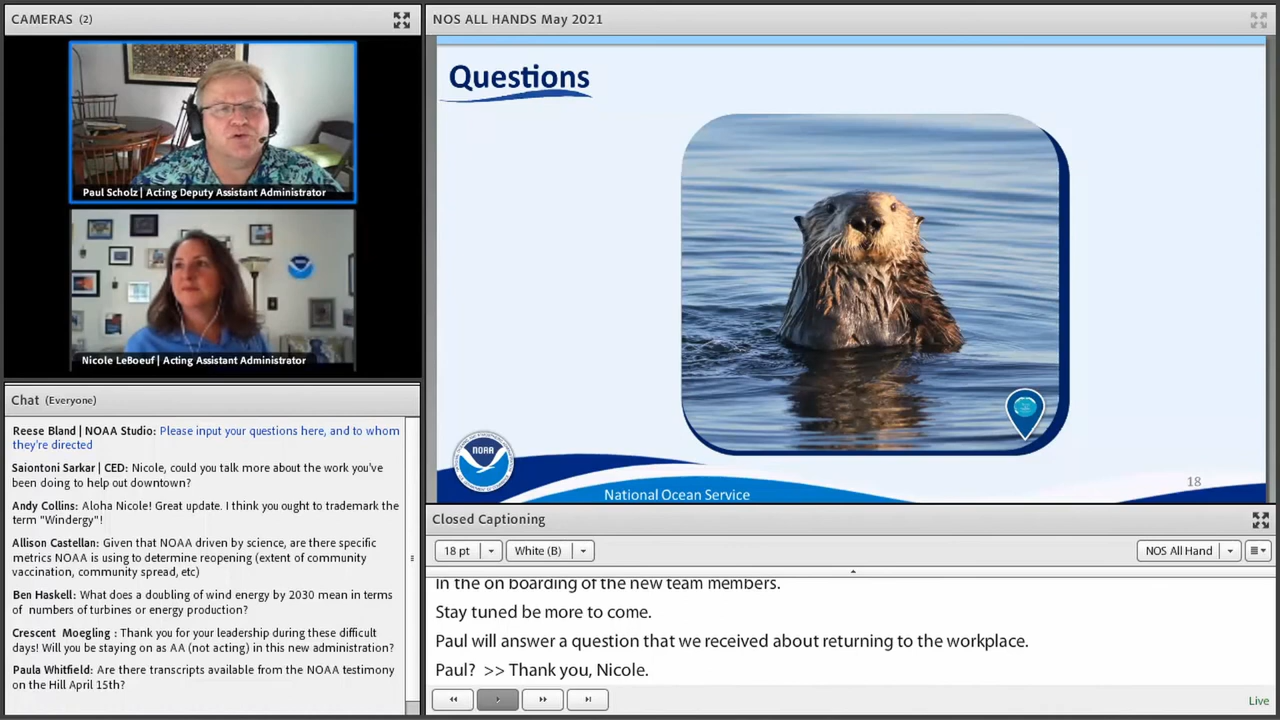 CAMERAS (2)
Paul Scholz | Acting Deputy Assistant Administrator
Nicole LeBoeuf | Acting Assistant Administrator
Chat (Everyone)
Reese Bland | NOAA Studio: Please input your questions here, and to whom
they're directed
Saiontoni Sarkar | CED: Nicole, could you talk more about the work you've
been doing to help out downtown?
Andy Collins: Aloha Nicole! Great update. I think you ought to trademark the
term "Windergy"!
Allison Castellan: Given that NOAA driven by science, are there specific
metrics NOAA is using to determine reopening (extent of community
vaccination, community spread, etc)
Ben Haskell: What does a doubling of wind energy by 2030 mean in terms
of numbers of turbines or energy production?
Crescent Moegling : Thank you for your leadership during these difficult
days! Will you be staying on as AA (not acting) in this new administration?
Paula Whitfield: Are there transcripts available from the NOAA testimony
on the Hill April 15th?
NOS ALL HANDS May 2021
Questions
NOAA
National Ocean Service
18
Closed Captioning
18 pt
White (B)
NOS All Hand
In the on boarding of the new team members.
Stay tuned be more to come.
Paul will answer a question that we received about returning to the workplace.
Paul? >> Thank you, Nicole.
Live